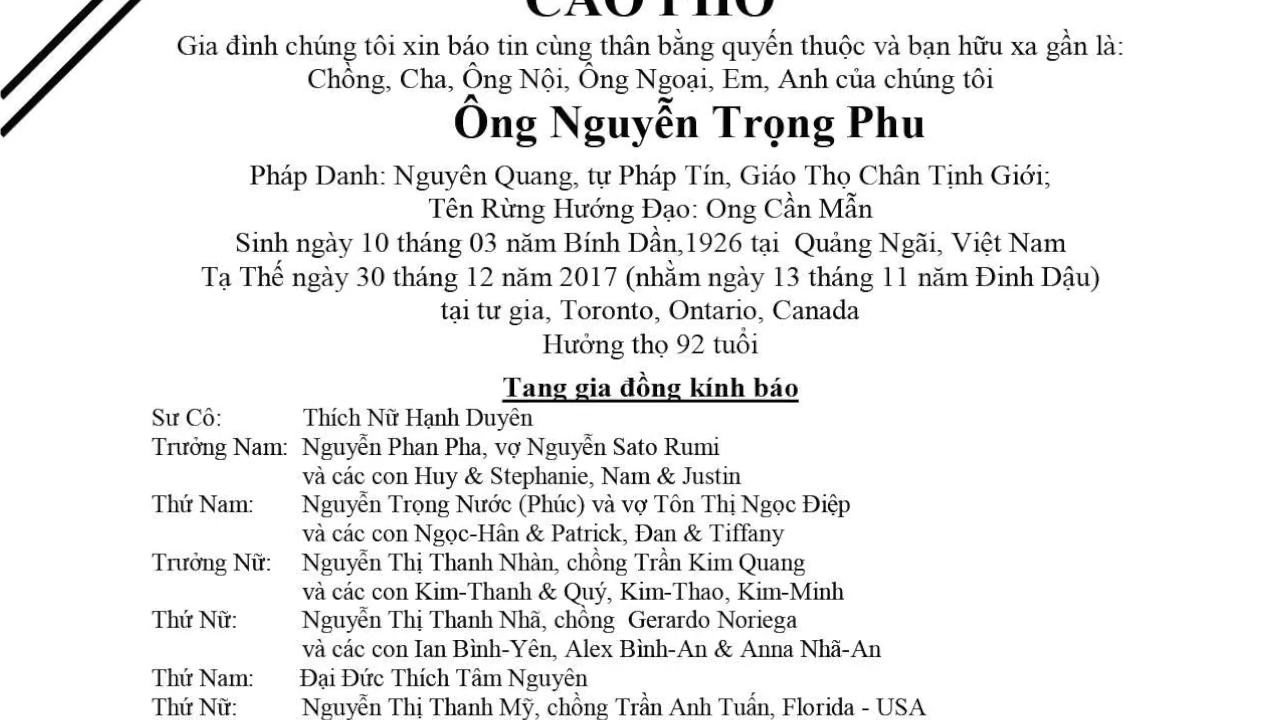 CÁO PHÓ
Gia đình chúng tôi xin báo tin cùng thân bằng quyến thuộc và bạn hữu xa gần là:
Chồng, Cha, Ông Nội, Ông Ngoại, Em, Anh của chúng tôi
Ông Nguyễn Trọng Phu
Pháp Danh: Nguyên Quang, tự Pháp Tín, Giáo Thọ Chân Tịnh Giới;
Tên Rừng Hướng Đạo: Ong Cần Mẫn
Sinh ngày 10 tháng 03 năm Bính Dần,1926 tại  Quảng Ngãi, Việt Nam
Tạ Thế ngày 30 tháng 12 năm 2017 (nhằm ngày 13 tháng 11 năm Đinh Dậu)
tại tư gia, Toronto, Ontario, Canada
Hưởng thọ 92 tuổi
Tang gia đồng kính báo
Sư Cô: Thích Nữ Hạnh Duyên
Trưởng Nam: Nguyễn Phan Pha, vợ Nguyễn Sato Rumi
và các con Huy & Stephanie, Nam & Justin
Thứ Nam: Nguyễn Trọng Nước (Phúc) và vợ Tôn Thị Ngọc Điệp
và các con Ngọc-Hân & Patrick, Đan & Tiffany
Trưởng Nữ: Nguyễn Thị Thanh Nhàn, chồng Trần Kim Quang
và các con Kim-Thanh & Quý, Kim-Thao, Kim-Minh
Thứ Nữ: Nguyễn Thị Thanh Nhã, chồng  Gerardo Noriega
và các con Ian Bình-Yên, Alex Bình-An & Anna Nhã-An
Thứ Nam: Đại Đức Thích Tâm Nguyên
Thứ Nữ: Nguyễn Thị Thanh Mỹ, chồng Trần Anh Tuấn, Florida - USA